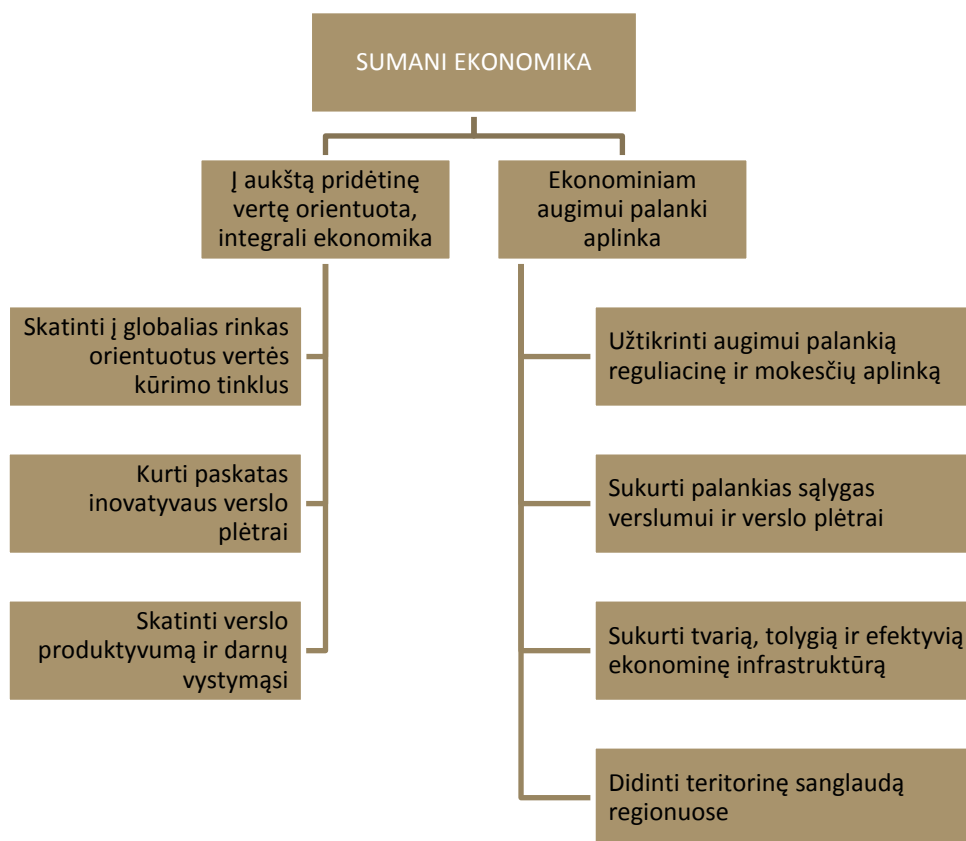 SUMANI EKONOMIKA
Į aukštą pridėtinę
vertę orientuota,
integrali ekonomika
Skatinti į globalias rinkas
orientuotus vertės
kūrimo tinklus
Kurti paskatas
inovatyvaus verslo
plėtrai
Skatinti verslo
produktyvumą ir darnų
vystymąsi
Ekonominiam
augimui palanki
aplinka
Užtikrinti augimui palankią
reguliacinę ir mokesčių aplinką
Sukurti palankias sąlygas
verslumui ir verslo plėtrai
Sukurti tvarią, tolygią ir efektyvią
ekonominę infrastruktūrą
Didinti teritorinę sanglaudą
regionuose